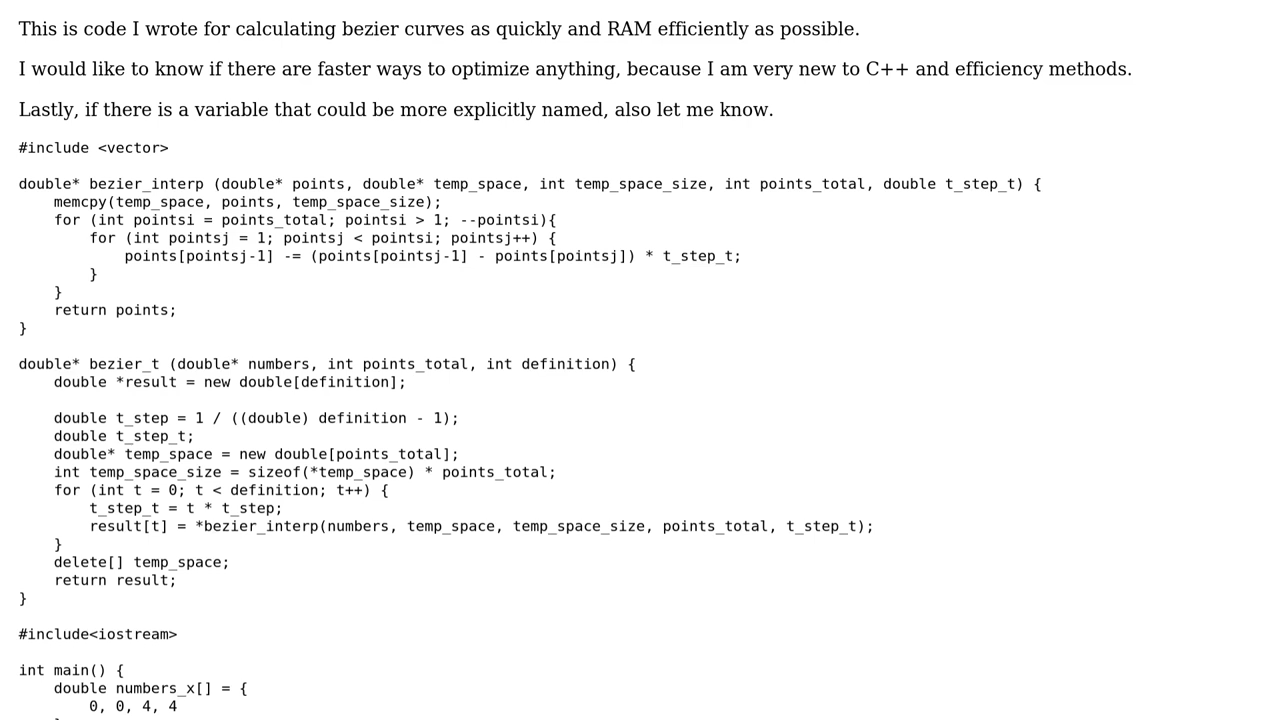 This is code I wrote for calculating bezier curves as quickly and RAM efficiently as possible.
I would like to know if there are faster ways to optimize anything, because I am very new to C++ and efficiency methods.
Lastly, if there is a variable that could be more explicitly named, also let me know.
#include <vector>
double* bezier_interp (double* points, double* temp_space, int temp_space_size, int points_total, double t_step_t) {
    memcpy(temp_space, points, temp_space_size);
    for (int pointsi = points_total; pointsi > 1; --pointsi){
        for (int pointsj = 1; pointsj < pointsi; pointsj++) {
            points[pointsj-1] -= (points[pointsj-1] - points[pointsj]) * t_step_t;
        }
    }
    return points;
}
double* bezier_t (double* numbers, int points_total, int definition) {
    double *result = new double[definition];
    double t_step = 1 / ((double) definition - 1);
    double t_step_t;
    double* temp_space = new double[points_total];
    int temp_space_size = sizeof(*temp_space) * points_total;
    for (int t = 0; t < definition; t++) {
        t_step_t = t * t_step;
        result[t] = *bezier_interp(numbers, temp_space, temp_space_size, points_total, t_step_t);
    }
    delete[] temp_space;
    return result;
}
#include<iostream>
int main() {
    double numbers_x[] = {
        0, 0, 4, 4